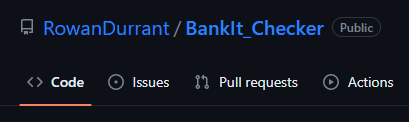 RowanDurrant / BankIt_Checker Public
Code Issues Pull requests Actions